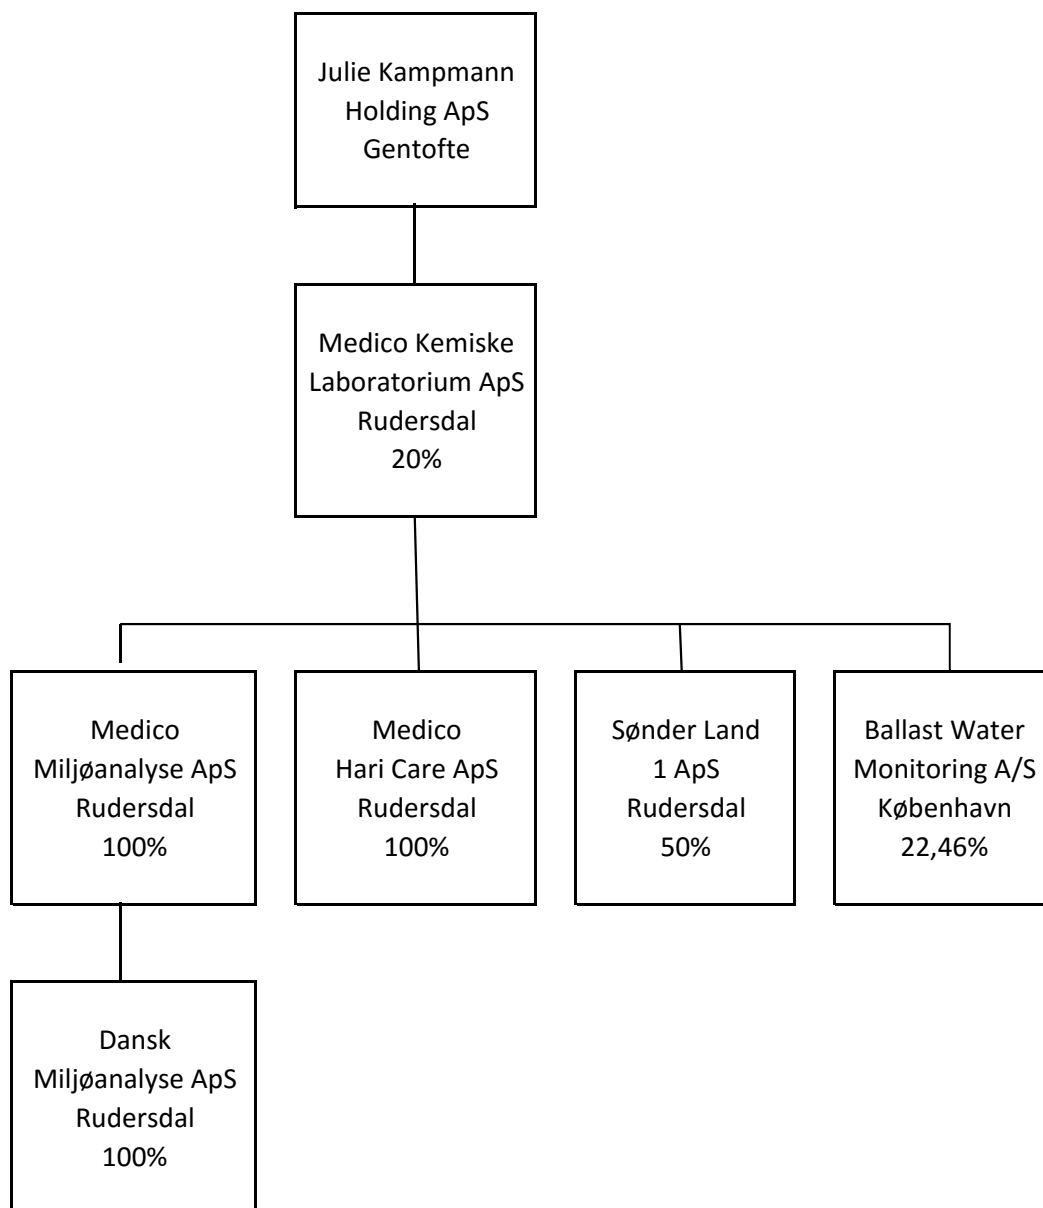 Julie Kampmann
Holding ApS
Gentofte
Medico Kemiske
Laboratorium ApS
Rudersdal
20%
Medico
Miljøanalyse ApS
Rudersdal
100%
Medico
Hari Care ApS
Rudersdal
100%
Sønder Land
1 ApS
Rudersdal
50%
Ballast Water
Monitoring A/S
København
22,46%
Dansk
Miljøanalyse ApS
Rudersdal
100%